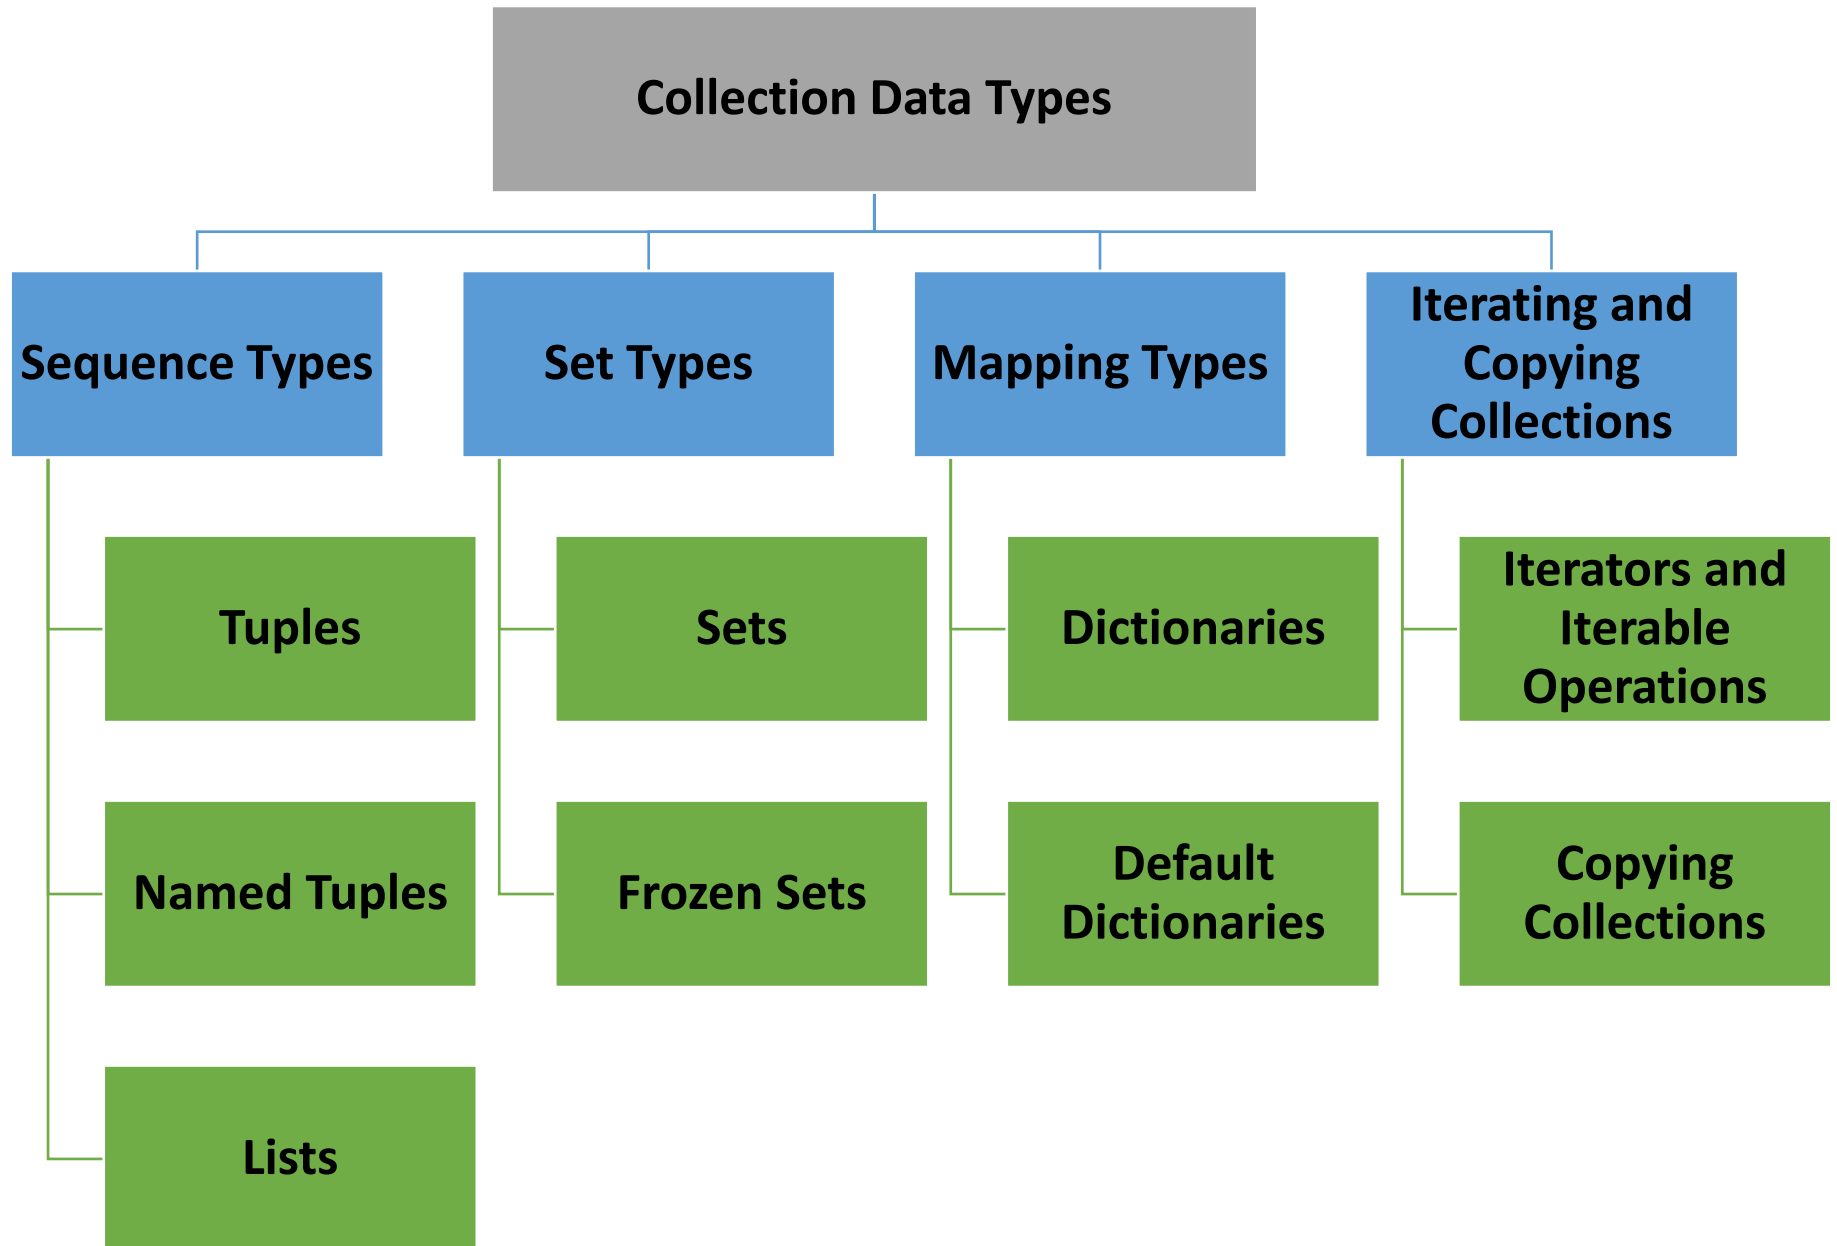 Collection Data Types
Sequence Types
Set Types
Mapping Types
Iterating and
Copying
Collections
Tuples
Sets
Dictionaries
Iterators and
Iterable
Operations
Named Tuples
Frozen Sets
Default
Dictionaries
Copying
Collections
Lists